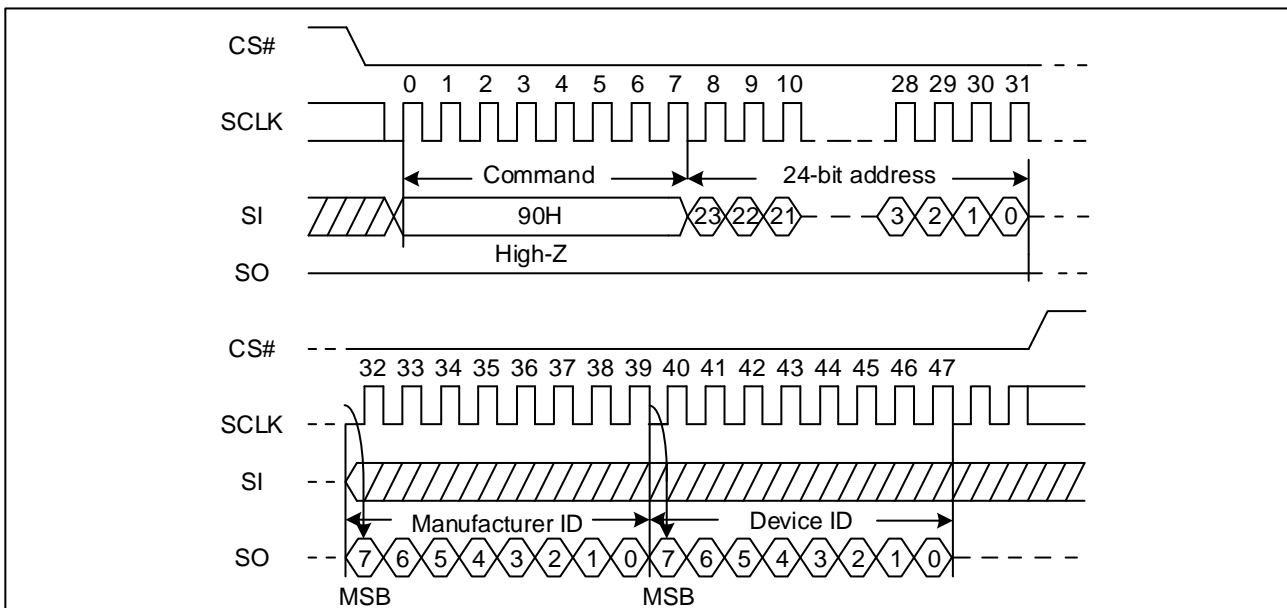 CS#
0 1 2 3 4 5 6 7 8 9 10 28 29 30 31
SCLK
Command 24-bit address
SI 90H 23 22 21 3 2 1 0
High-Z
SO
CS#
32 33 34 35 36 37 38 39 40 41 42 43 44 45 46 47
SCLK
SI
Manufacturer ID Device ID
SO 7 6 5 4 3 2 1 0 7 6 5 4 3 2 1 0
MSB MSB